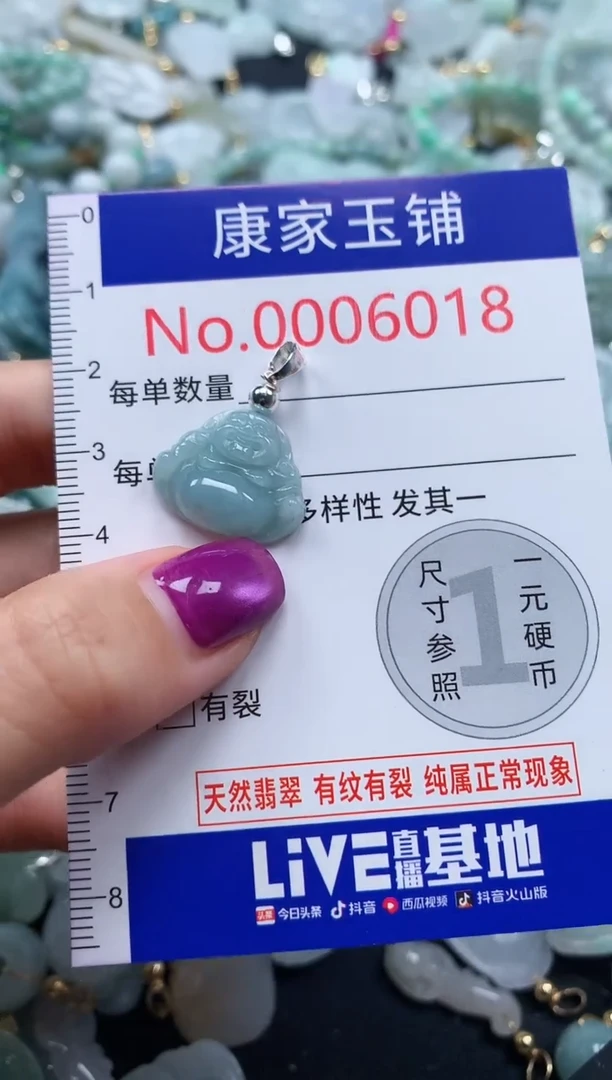 康家玉铺
No.0006018
0
1
2
3
4
7
8
每单数量
每
多样性 发其一
尺寸参照
1
一元硬币
有裂
天然翡翠 有纹有裂 纯属正常现象
LiVE直播基地
头条 今日头条 抖音 西瓜视频 抖音火山版